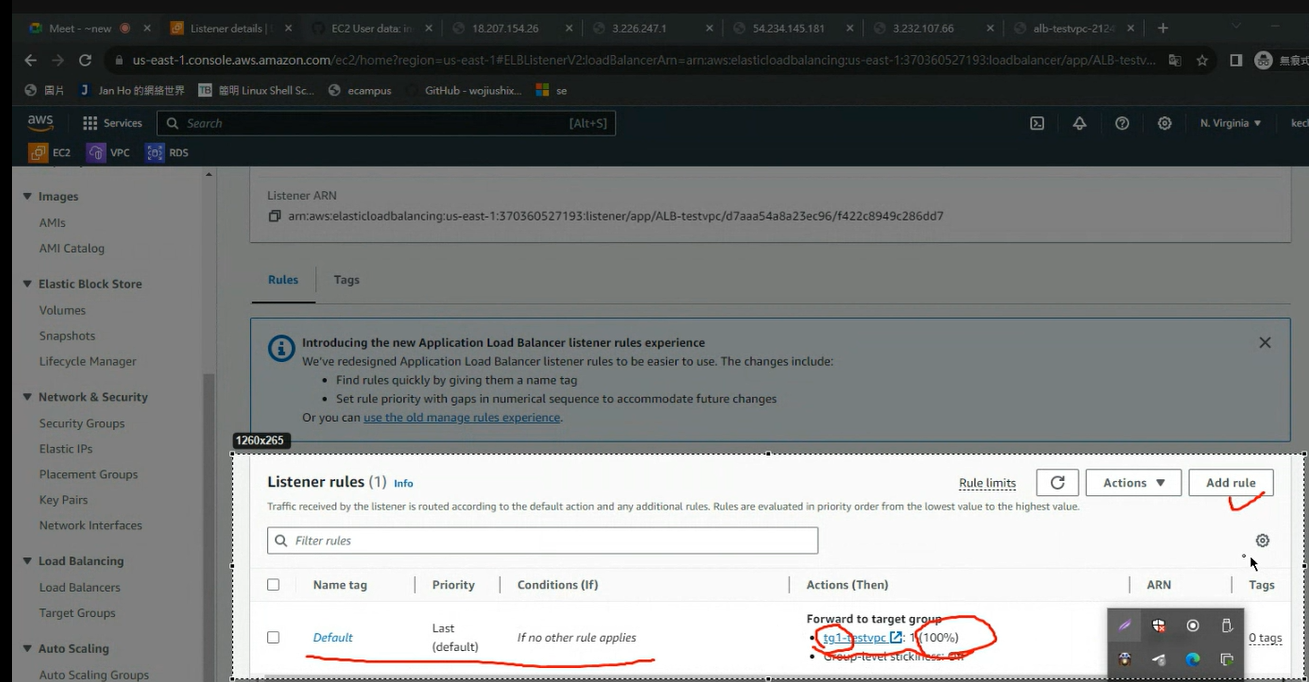 Meet - ~new
Listener details |
EC2 User data: in
18.207.154.26
3.226.247.1
54.234.145.181
3.232.107.66
alb-testvpc-2124
us-east-1.console.aws.amazon.com/ec2/home?region=us-east-1#ELBListenerV2:loadBalancerArn=arn:aws:elasticloadbalancing:us-east-1:370360527193:loadbalancer/app/ALB-testv...
無痕式
圖片
Jan Ho 的網絡世界
Linux Shell Sc...
ecampus
GitHub - wojiushix...
se
aws
Services
Search
[Alt+S]
N. Virginia
EC2
VPC
RDS
Images
AMIs
AMI Catalog
Elastic Block Store
Volumes
Snapshots
Lifecycle Manager
Network & Security
Security Groups
Elastic IPs
Placement Groups
Key Pairs
Network Interfaces
Load Balancing
Load Balancers
Target Groups
Auto Scaling
Auto Scaling Groups
Listener ARN
arn:aws:elasticloadbalancing:us-east-1:370360527193:listener/app/ALB-testvpc/d7aaa54a8a23ec96/f422c8949c286dd7
Rules
Tags
Introducing the new Application Load Balancer listener rules experience
We've redesigned Application Load Balancer listener rules to be easier to use. The changes include:
• Find rules quickly by giving them a name tag
• Set rule priority with gaps in numerical sequence to accommodate future changes
Or you can use the old manage rules experience.
1260x265
Listener rules (1) Info
Rule limits
Actions
Add rule
Traffic received by the listener is routed according to the default action and any additional rules. Rules are evaluated in priority order from the lowest value to the highest value.
Filter rules
Name tag
Priority
Conditions (If)
Actions (Then)
ARN
Tags
Default
Last
(default)
If no other rule applies
Forward to target group
• tg1-testvpc : 1 (100%)
• Group-level stickiness: Off
0 tags